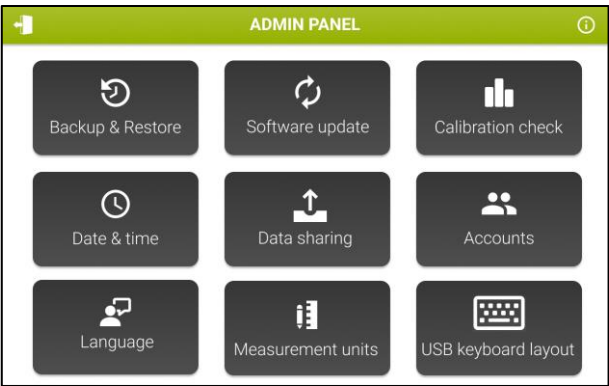 ADMIN PANEL
Backup & Restore
Software update
Calibration check
Date & time
Data sharing
Accounts
Language
Measurement units
USB keyboard layout